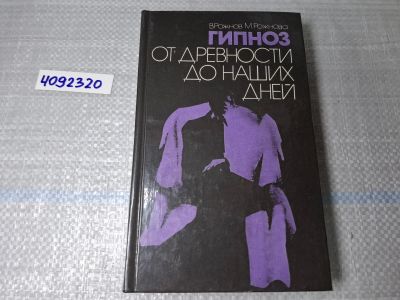 4092320
В.Рожнов М.Рожнова
ГИПНОЗ
ОТ ДРЕВНОСТИ
ДО НАШИХ
ДНЕЙ